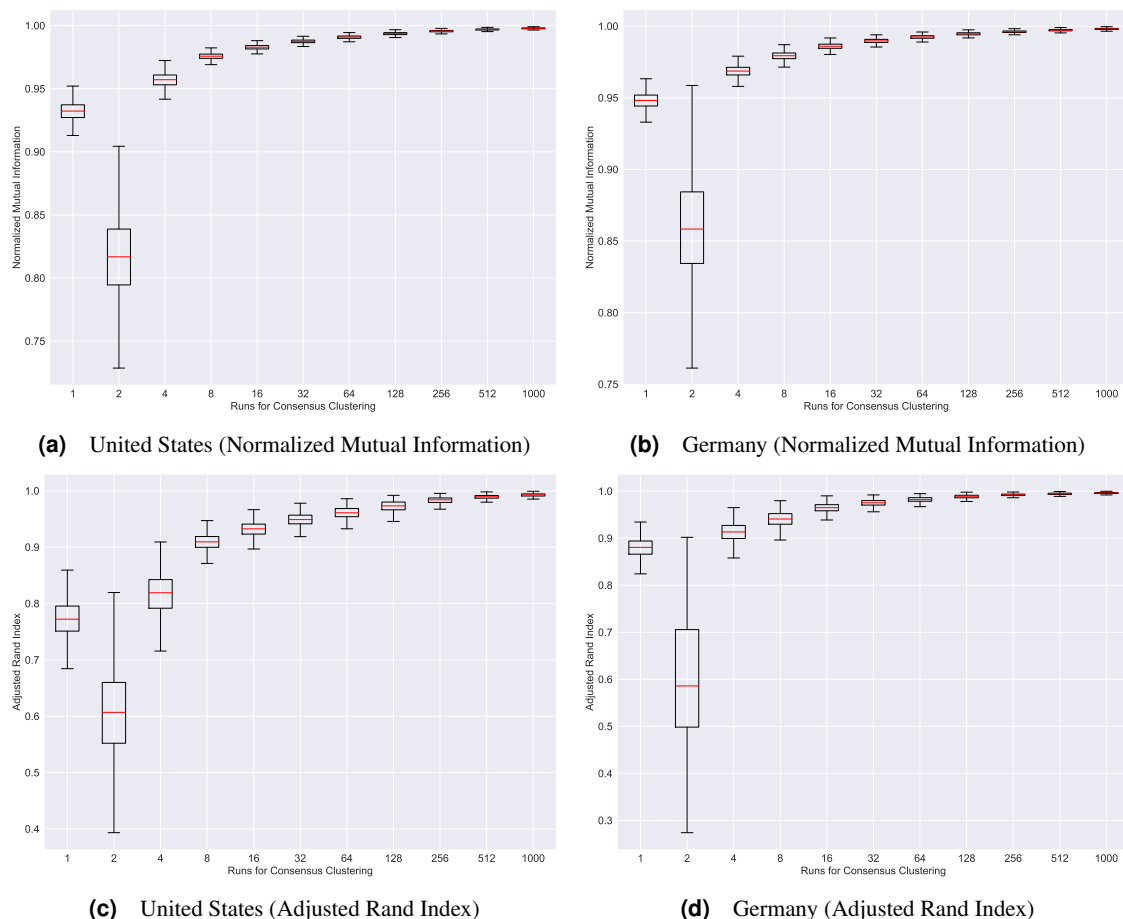 1.00
0.95
0.90
0.85
0.80
0.75
Normalized Mutual Information
1 2 4 8 16 32 64 128 256 512 1000
Runs for Consensus Clustering
(a) United States (Normalized Mutual Information)
1.00
0.95
0.90
0.85
0.80
0.75
Normalized Mutual Information
1 2 4 8 16 32 64 128 256 512 1000
Runs for Consensus Clustering
(b) Germany (Normalized Mutual Information)
1.0
0.9
0.8
0.7
0.6
0.5
0.4
Adjusted Rand Index
1 2 4 8 16 32 64 128 256 512 1000
Runs for Consensus Clustering
(c) United States (Adjusted Rand Index)
1.0
0.9
0.8
0.7
0.6
0.5
0.4
0.3
Adjusted Rand Index
1 2 4 8 16 32 64 128 256 512 1000
Runs for Consensus Clustering
(d) Germany (Adjusted Rand Index)